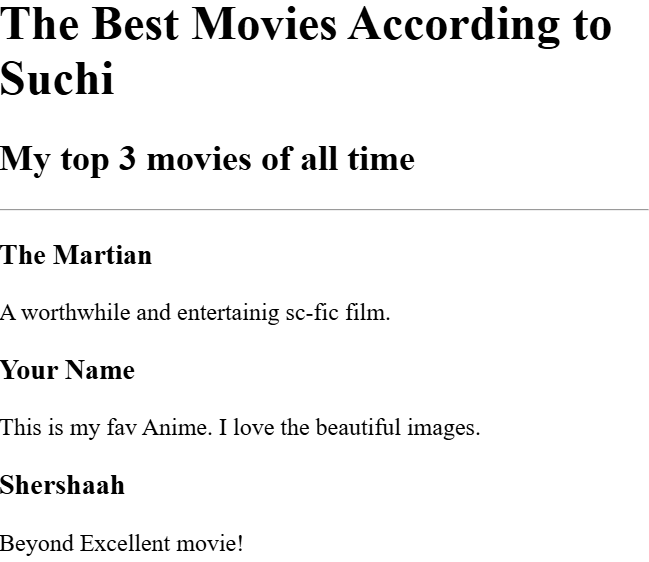 The Best Movies According to
Suchi
My top 3 movies of all time
The Martian
A worthwhile and entertainig sc-fic film.
Your Name
This is my fav Anime. I love the beautiful images.
Shershaah
Beyond Excellent movie!